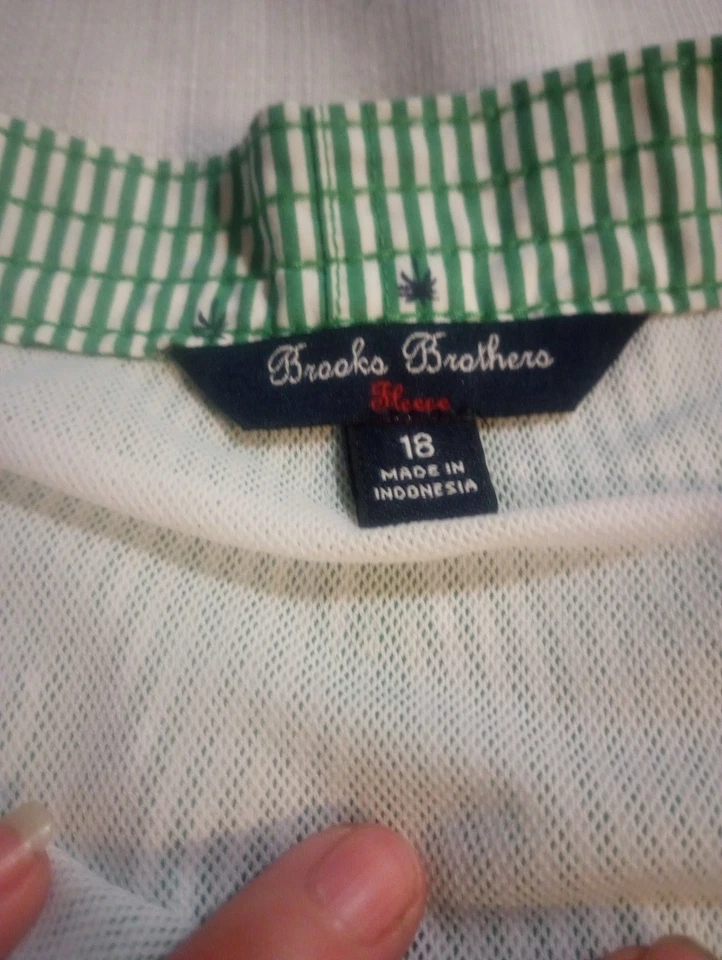 Brooks Brothers
Fleece
18
MADE IN
INDONESIA